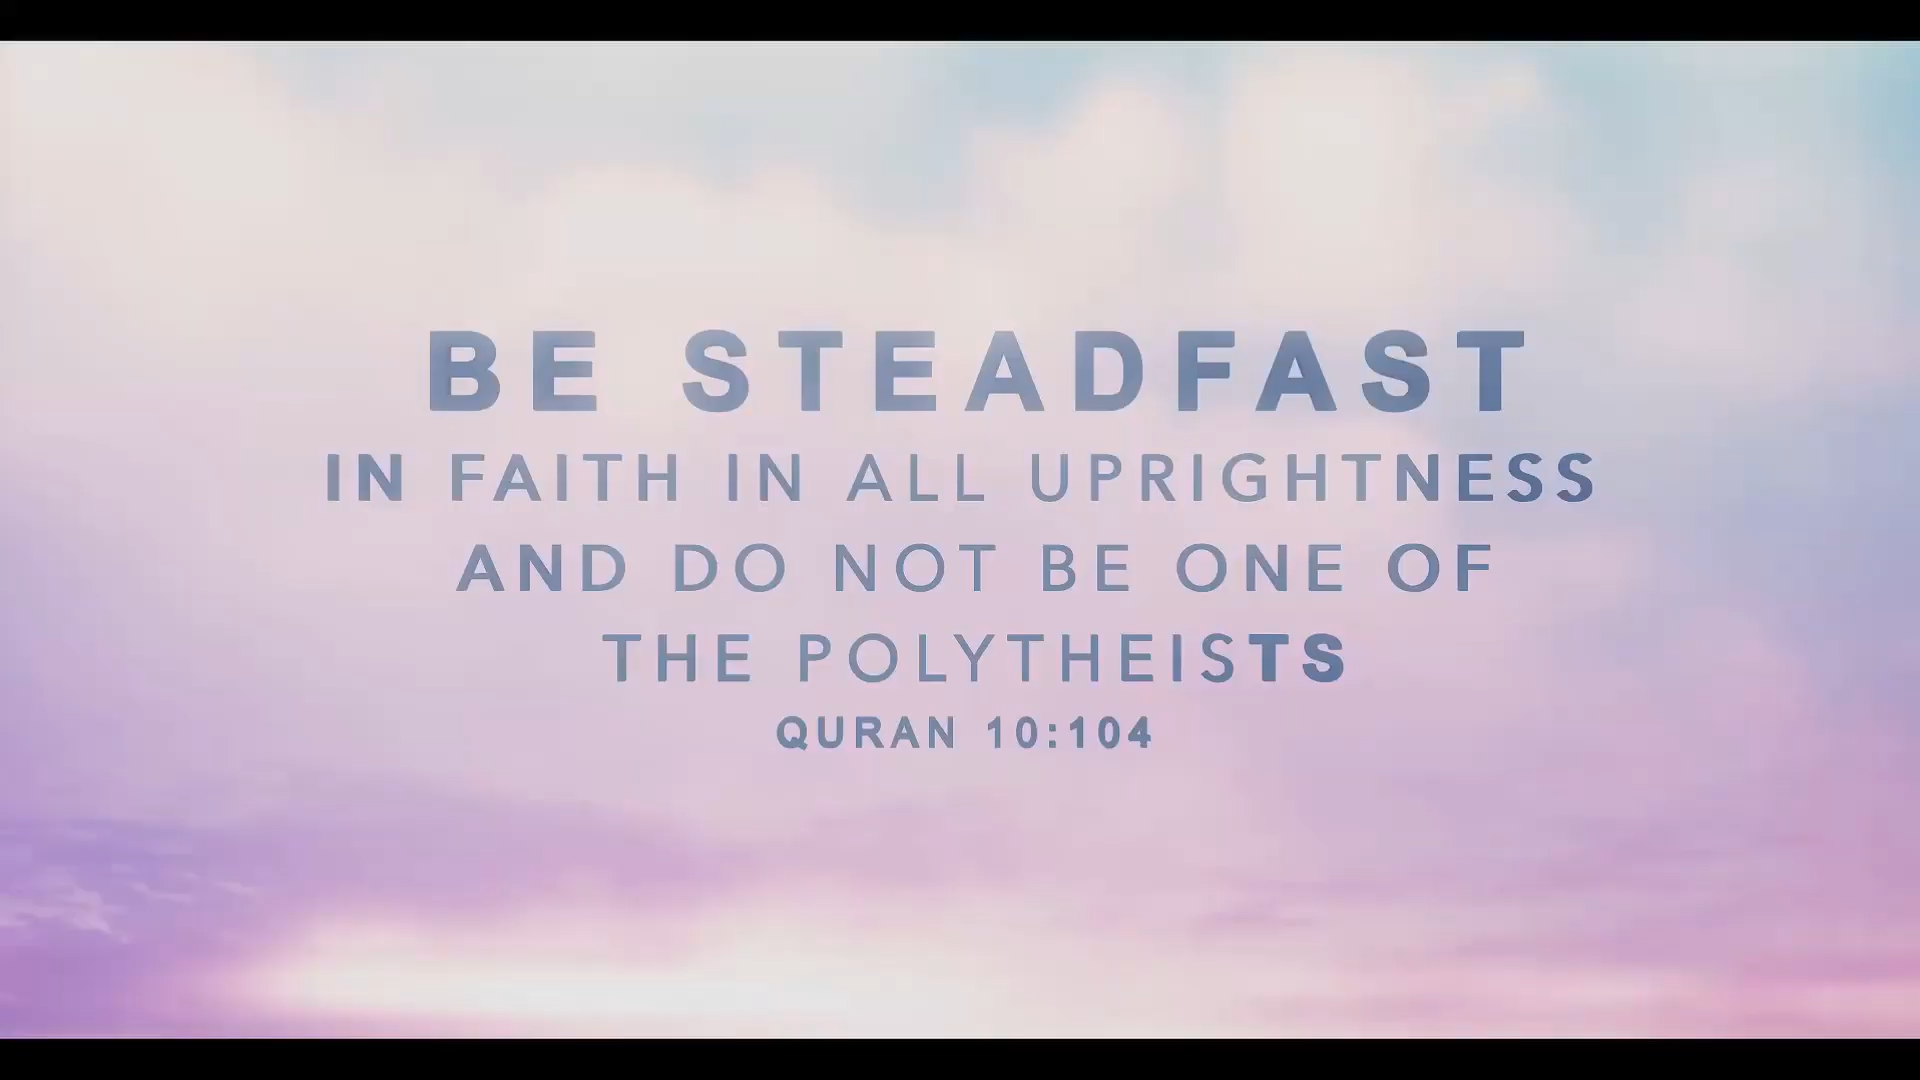 BE STEADFAST
IN FAITH IN ALL UPRIGHTNESS
AND DO NOT BE ONE OF
THE POLYTHEISTS
QURAN 10:104